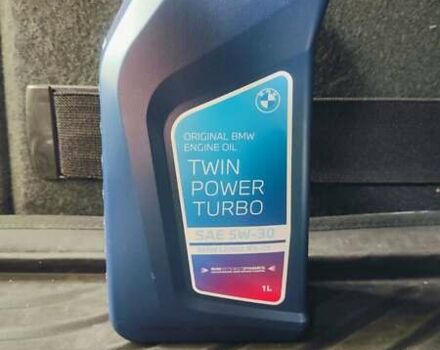 ORIGINAL BMW
ENGINE OIL
TWIN
POWER
TURBO
SAE 5W-30
1L